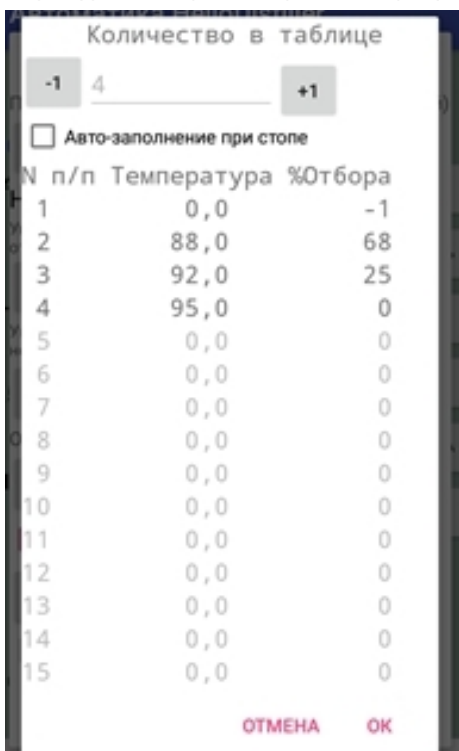 Автоматика HelloDistiller
Количество в таблице
-1 4 +1
Авто-заполнение при стопе
N п/п Температура %Отбора
1 0,0 -1
2 88,0 68
3 92,0 25
4 95,0 0
5 0,0 0
6 0,0 0
7 0,0 0
8 0,0 0
9 0,0 0
10 0,0 0
11 0,0 0
12 0,0 0
13 0,0 0
14 0,0 0
15 0,0 0
ОТМЕНА ОК